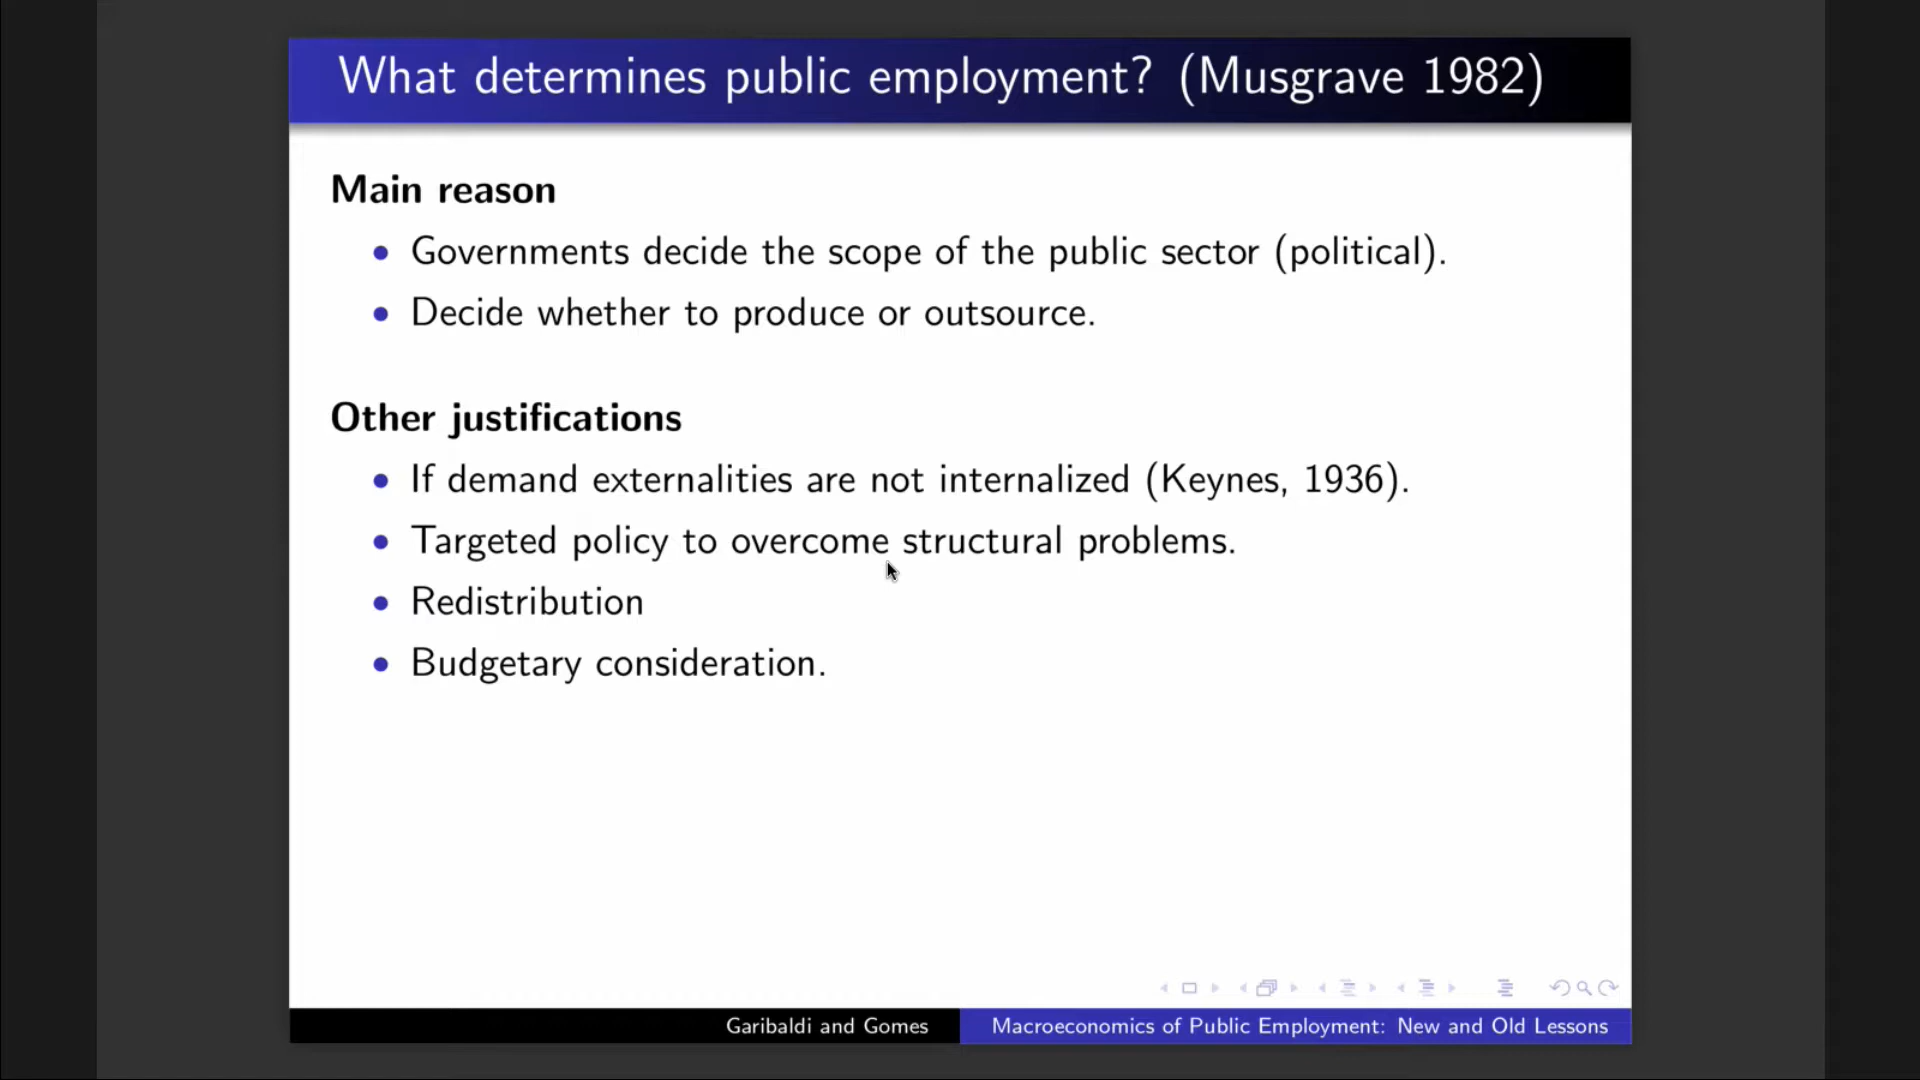 What determines public employment? (Musgrave 1982)
Main reason
Governments decide the scope of the public sector (political).
Decide whether to produce or outsource.
Other justifications
If demand externalities are not internalized (Keynes, 1936).
Targeted policy to overcome structural problems.
Redistribution
Budgetary consideration.
Garibaldi and Gomes
Macroeconomics of Public Employment: New and Old Lessons